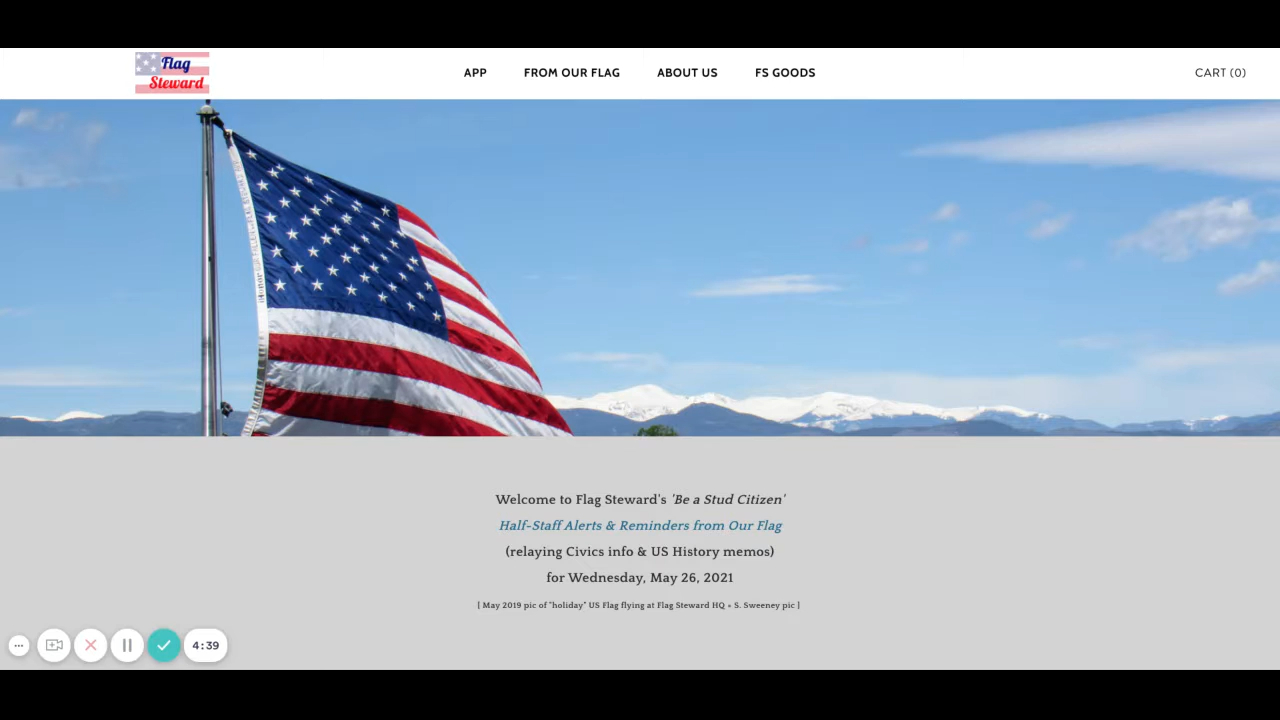 Flag
Steward
APP FROM OUR FLAG ABOUT US FS GOODS CART (0)
Welcome to Flag Steward's 'Be a Stud Citizen'
Half-Staff Alerts & Reminders from Our Flag
(relaying Civics info & US History memos)
for Wednesday, May 26, 2021
[ May 2019 pic of "holiday" US Flag flying at Flag Steward HQ • S. Sweeney pic ]
4:39